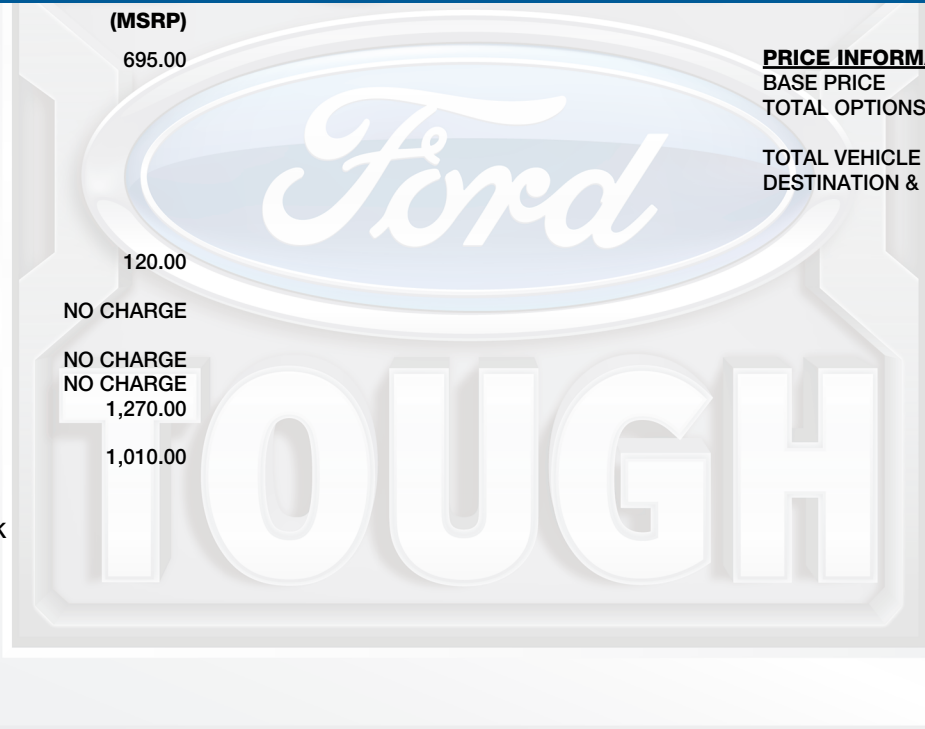 (MSRP)
695.00
120.00
NO CHARGE
NO CHARGE
NO CHARGE
1,270.00
1,010.00
K
PRICE INFORMA
BASE PRICE
TOTAL OPTIONS
TOTAL VEHICLE
DESTINATION &
Ford
TOUGH